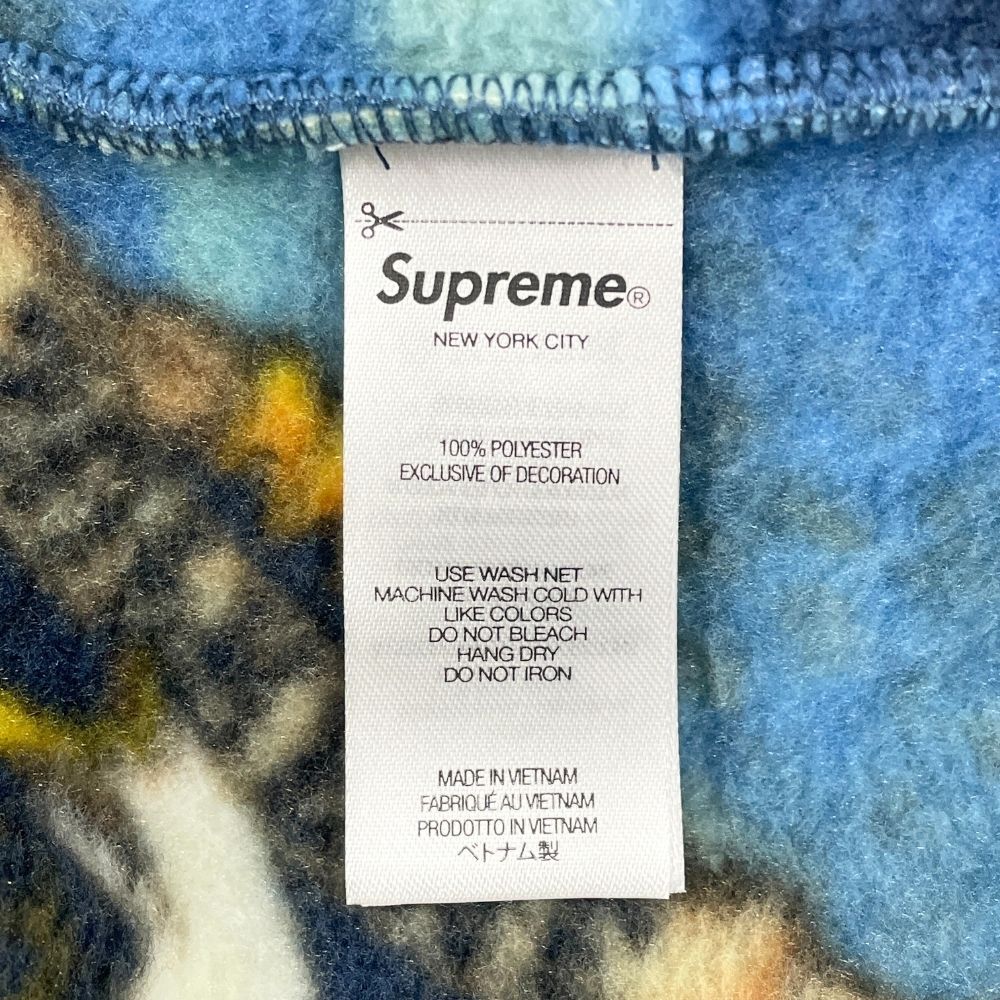 Supreme®
NEW YORK CITY
100% POLYESTER
EXCLUSIVE OF DECORATION
USE WASH NET
MACHINE WASH COLD WITH
LIKE COLORS
DO NOT BLEACH
HANG DRY
DO NOT IRON
MADE IN VIETNAM
FABRIQUÉ AU VIETNAM
PRODOTTO IN VIETNAM
ベトナム製